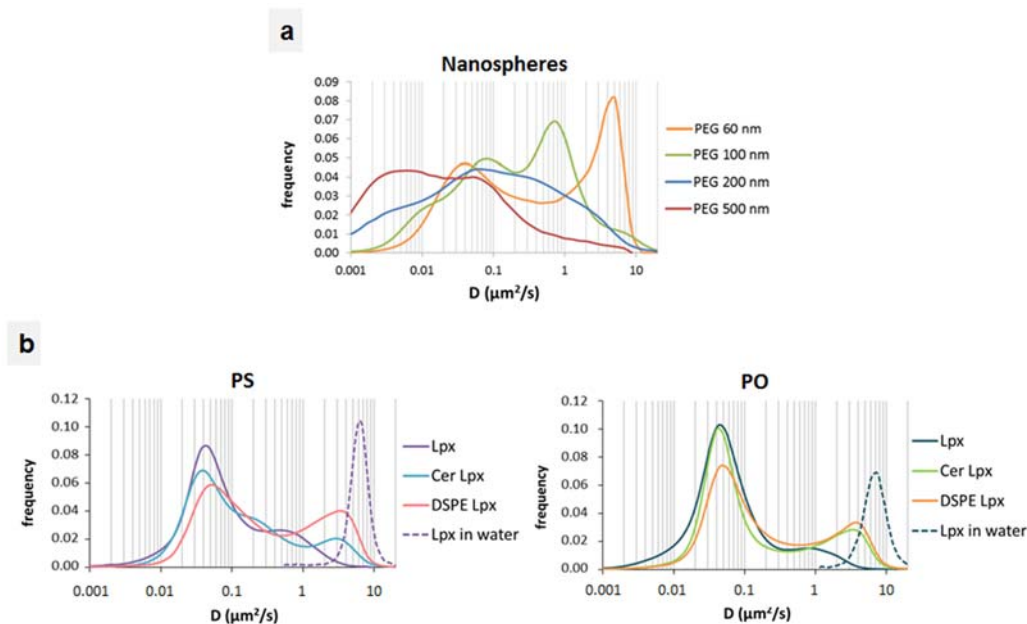 a
Nanospheres
frequency
0.09
0.08
0.07
0.06
0.05
0.04
0.03
0.02
0.01
0.00
0.001
0.01
0.1
1
10
D (µm²/s)
PEG 60 nm
PEG 100 nm
PEG 200 nm
PEG 500 nm
b
PS
frequency
0.12
0.10
0.08
0.06
0.04
0.02
0.00
0.001
0.01
0.1
1
10
D (µm²/s)
Lpx
Cer Lpx
DSPE Lpx
Lpx in water
PO
frequency
0.12
0.10
0.08
0.06
0.04
0.02
0.00
0.001
0.01
0.1
1
10
D (µm²/s)
Lpx
Cer Lpx
DSPE Lpx
Lpx in water